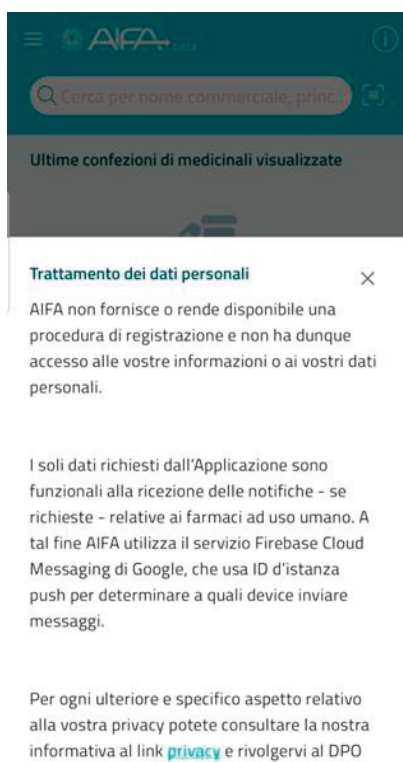 AIFA beta
Cerca per nome commerciale, princ...
Ultime confezioni di medicinali visualizzate
Trattamento dei dati personali
AIFA non fornisce o rende disponibile una
procedura di registrazione e non ha dunque
accesso alle vostre informazioni o ai vostri dati
personali.
I soli dati richiesti dall'Applicazione sono
funzionali alla ricezione delle notifiche - se
richieste - relative ai farmaci ad uso umano. A
tal fine AIFA utilizza il servizio Firebase Cloud
Messaging di Google, che usa ID d'istanza
push per determinare a quali device inviare
messaggi.
Per ogni ulteriore e specifico aspetto relativo
alla vostra privacy potete consultare la nostra
informativa al link privacy e rivolgervi al DPO